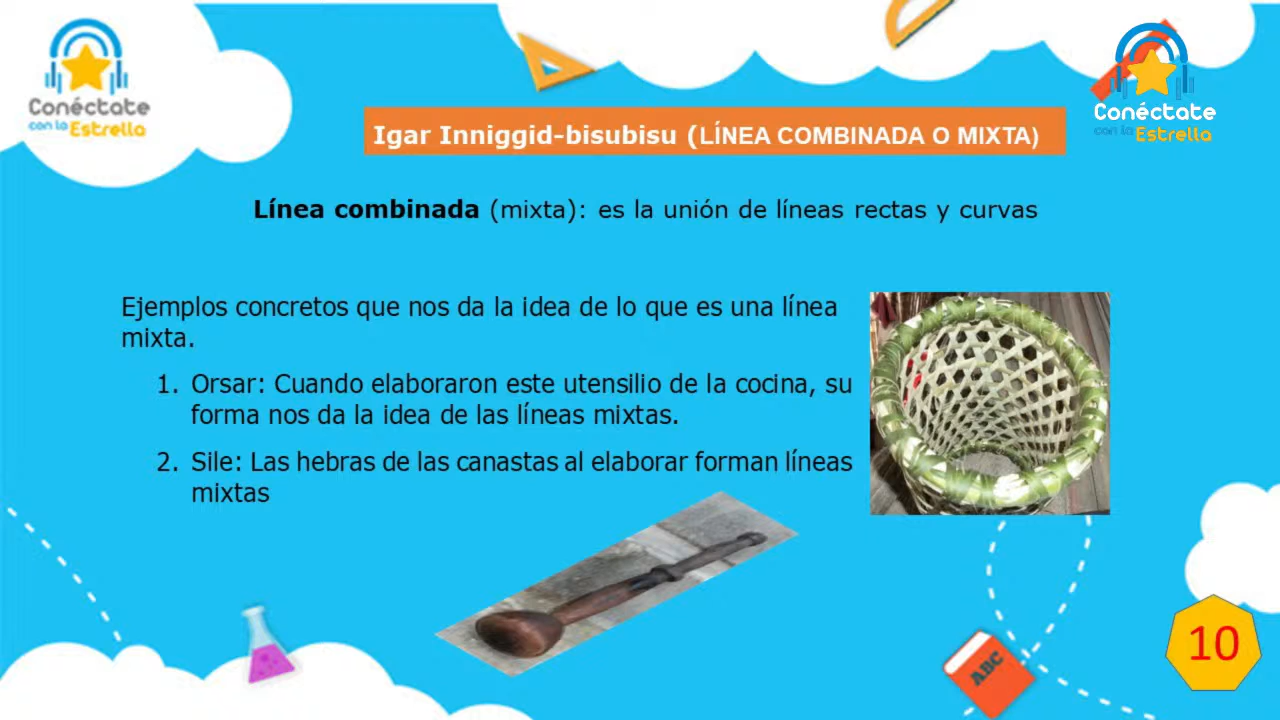 Conéctate
con la Estrella
Conéctate
con la Estrella
Igar Inniggid-bisubisu (LÍNEA COMBINADA O MIXTA)
Línea combinada (mixta): es la unión de líneas rectas y curvas
Ejemplos concretos que nos da la idea de lo que es una línea
mixta.
1. Orsar: Cuando elaboraron este utensilio de la cocina, su
forma nos da la idea de las líneas mixtas.
2. Sile: Las hebras de las canastas al elaborar forman líneas
mixtas
ABC
10